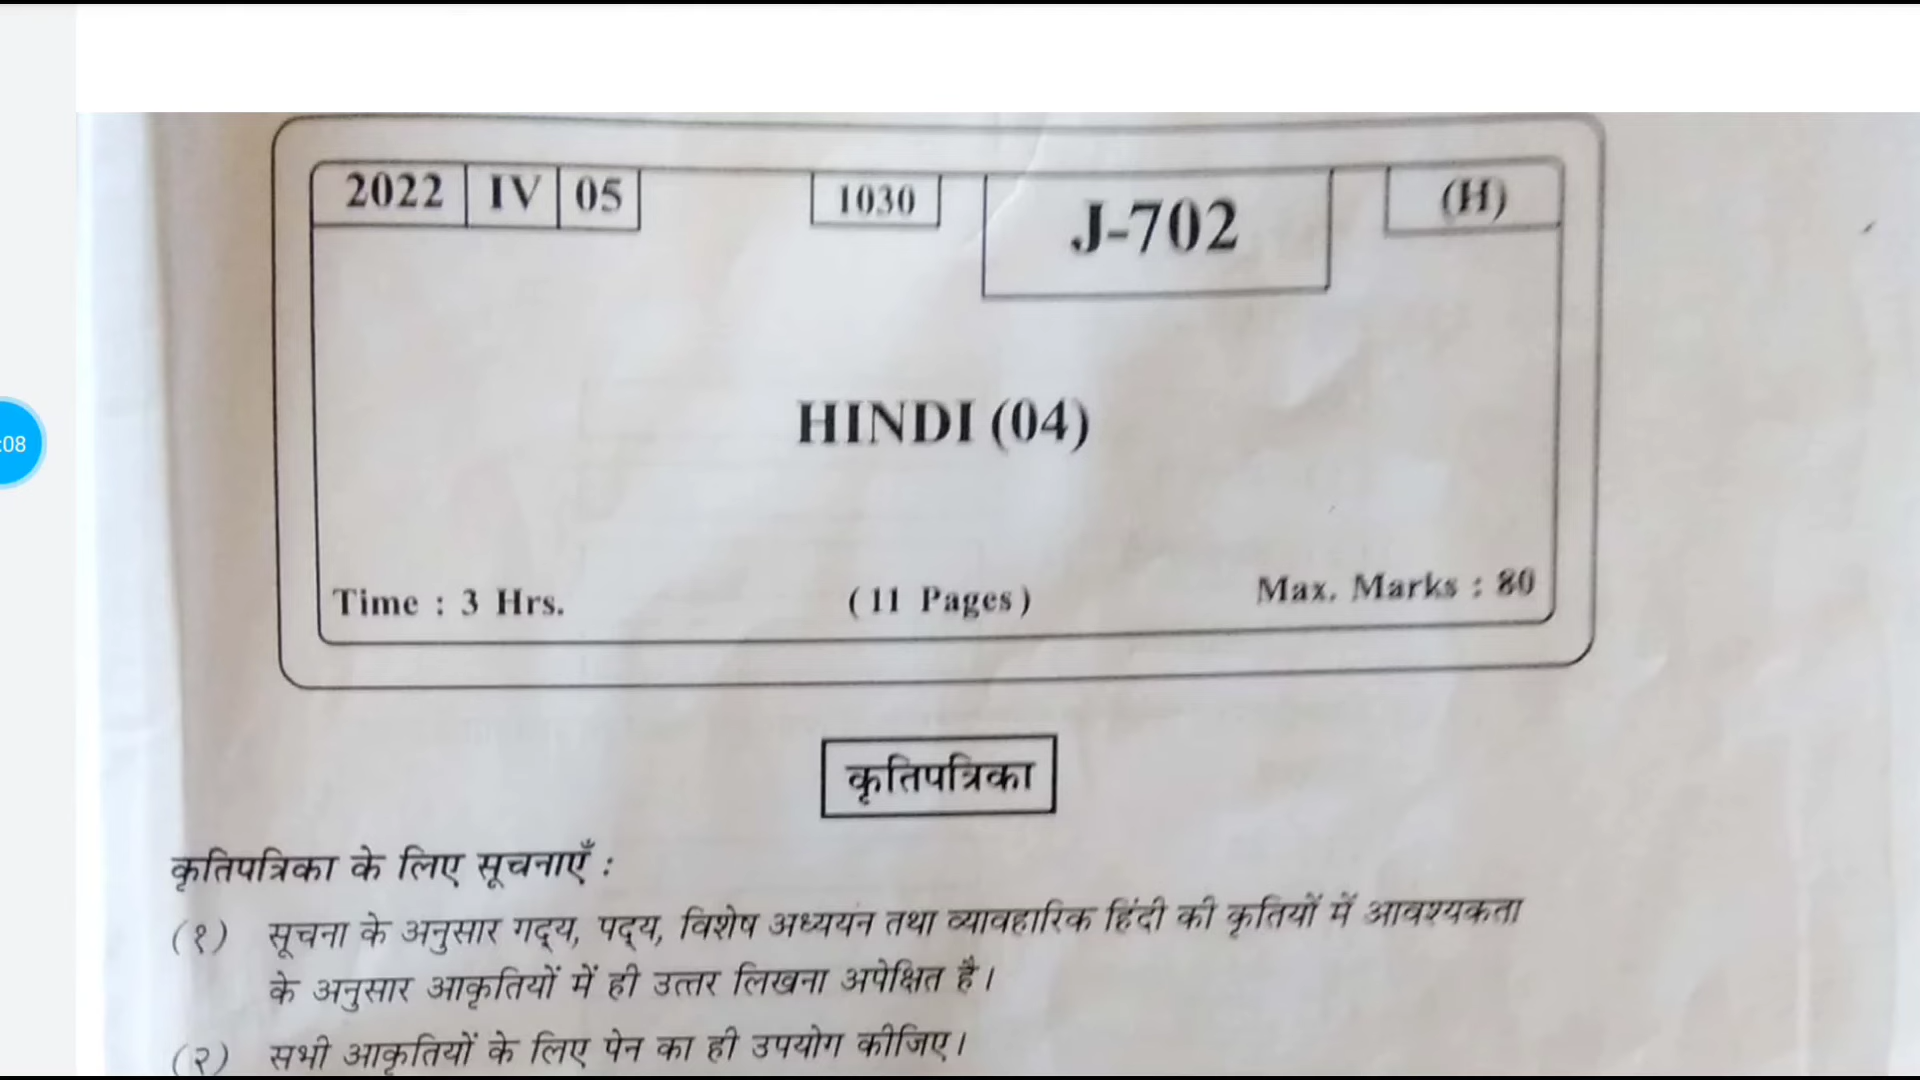 2022 IV 05 1030 J-702 (H)
HINDI (04)
Time : 3 Hrs. (11 Pages) Max. Marks : 80
कृतिपत्रिका
कृतिपत्रिका के लिए सूचनाएँ :
(१) सूचना के अनुसार गद्य, पद्य, विशेष अध्ययन तथा व्यावहारिक हिंदी की कृतियों में आवश्यकता
के अनुसार आकृतियों में ही उत्तर लिखना अपेक्षित है।
(२) सभी आकृतियों के लिए पेन का ही उपयोग कीजिए।
:08